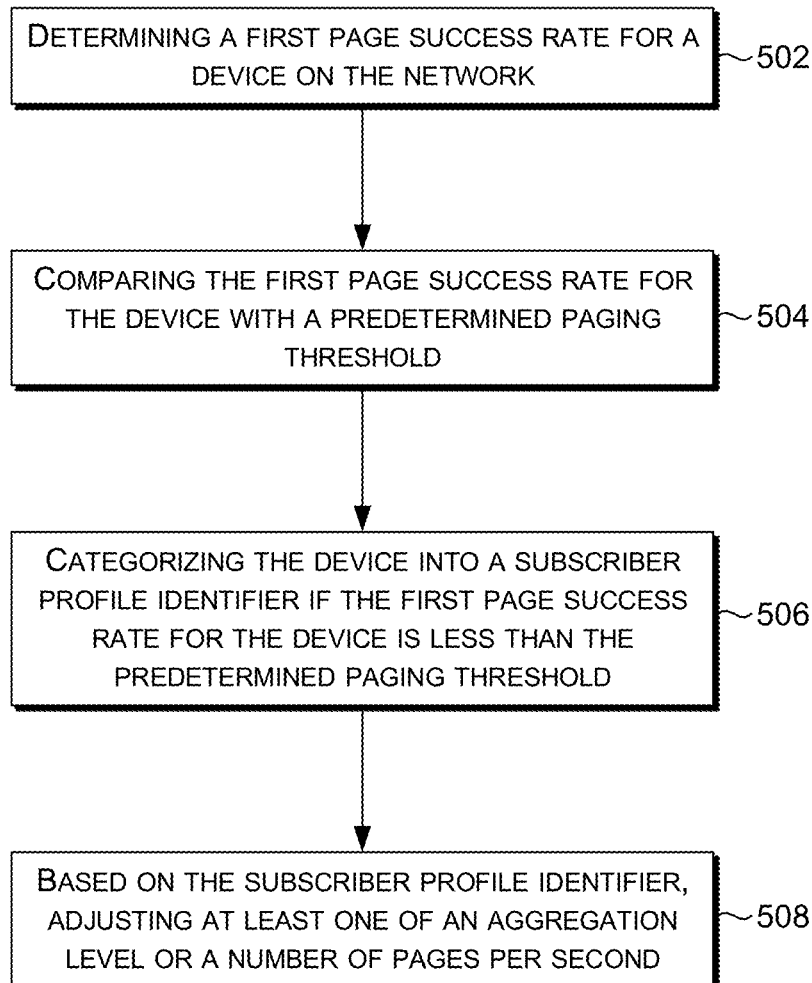 DETERMINING A FIRST PAGE SUCCESS RATE FOR A
DEVICE ON THE NETWORK
502
COMPARING THE FIRST PAGE SUCCESS RATE FOR
THE DEVICE WITH A PREDETERMINED PAGING
THRESHOLD
504
CATEGORIZING THE DEVICE INTO A SUBSCRIBER
PROFILE IDENTIFIER IF THE FIRST PAGE SUCCESS
RATE FOR THE DEVICE IS LESS THAN THE
PREDETERMINED PAGING THRESHOLD
506
BASED ON THE SUBSCRIBER PROFILE IDENTIFIER,
ADJUSTING AT LEAST ONE OF AN AGGREGATION
LEVEL OR A NUMBER OF PAGES PER SECOND
508